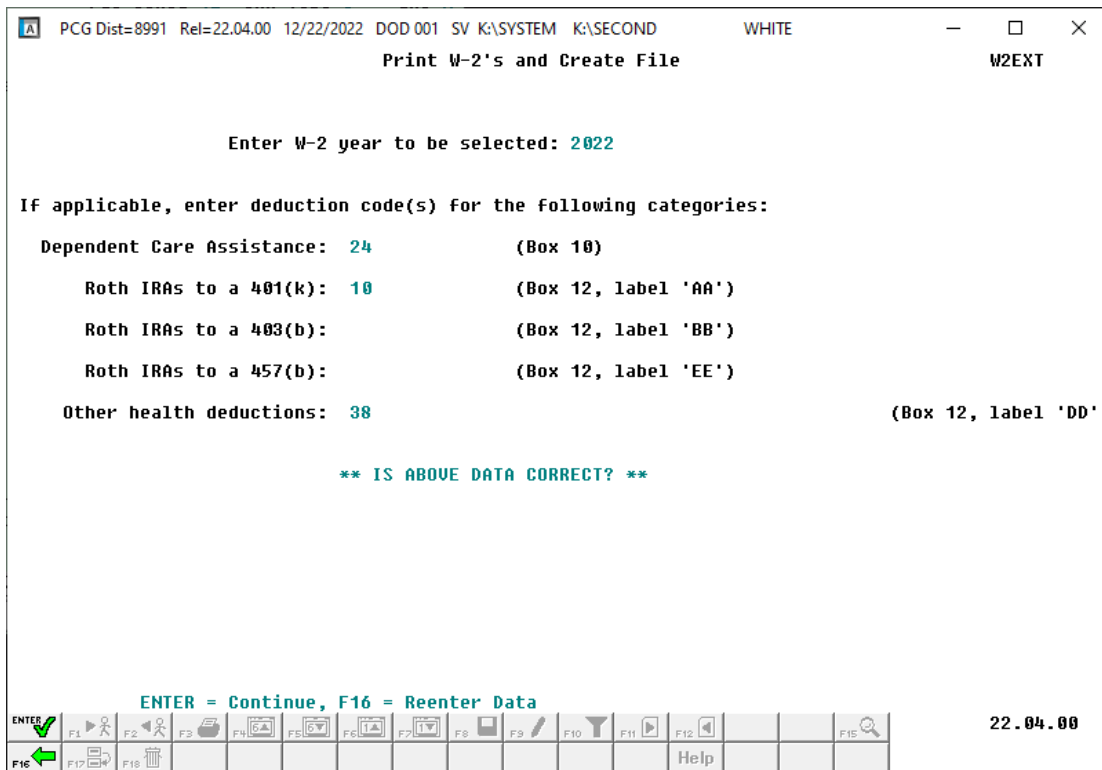 PCG Dist=8991 Rel=22.04.00 12/22/2022 DOD 001 SV K:\SYSTEM K:\SECOND WHITE
Print W-2's and Create File W2EXT
Enter W-2 year to be selected: 2022
If applicable, enter deduction code(s) for the following categories:
Dependent Care Assistance: 24 (Box 10)
Roth IRAs to a 401(k): 10 (Box 12, label 'AA')
Roth IRAs to a 403(b): (Box 12, label 'BB')
Roth IRAs to a 457(b): (Box 12, label 'EE')
Other health deductions: 38 (Box 12, label 'DD'
** IS ABOVE DATA CORRECT? **
ENTER = Continue, F16 = Reenter Data
ENTER F1 F2 F3 F4 F5 F6 F7 F8 F9 F10 F11 F12 F15 22.04.00
F16 F17 F18 Help